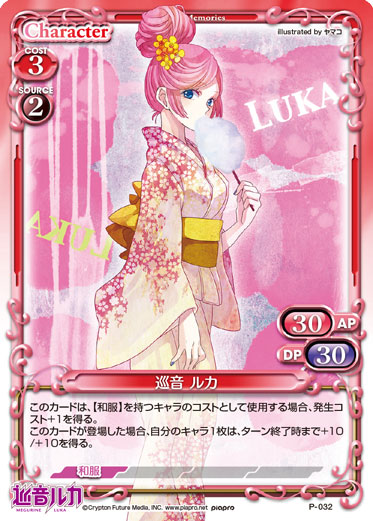 Character
Memories
illustrated by ヤマコ
COST
3
SOURCE
2
LUKA
LUKA
30 AP
DP 30
巡音 ルカ
このカードは、【和服】を持つキャラのコストとして使用する場合、発生コ
スト+1を得る。
このカードが登場した場合、自分のキャラ1枚は、ターン終了時まで+10
/+10を得る。
和服
巡音ルカ
MEGURINE LUKA
©Crypton Future Media, INC. www.piapro.net piapro
P-032